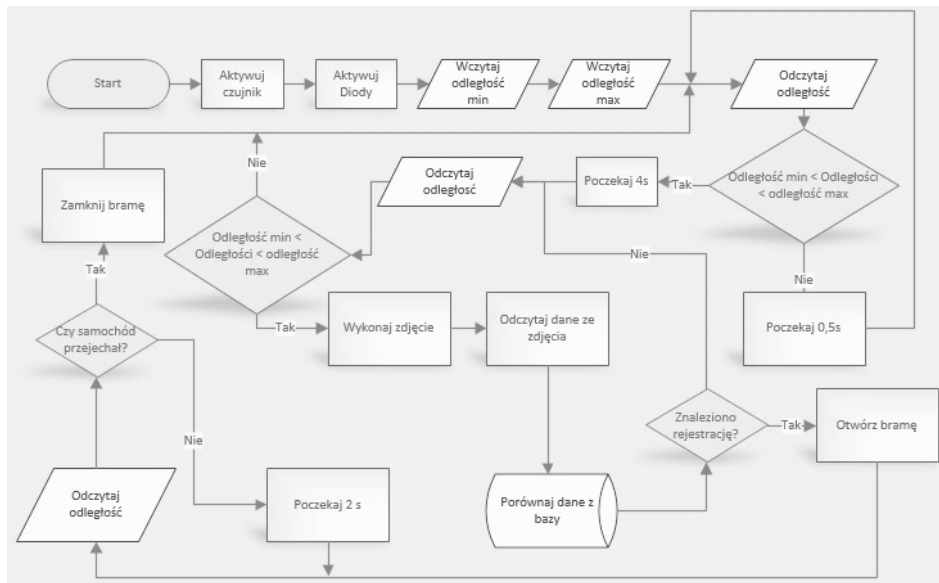 Start
Aktywuj
czujnik
Aktywuj
Diody
Wczytaj
odległość
min
Wczytaj
odległość
max
Odczytaj
odległość
Nie
Odczytaj
odległosć
Poczekaj 4s
Tak
Odległość min < Odległości
< odległość max
Zamknij bramę
Odległość min <
Odległości < odległość
max
Nie
Nie
Tak
Tak
Wykonaj zdjęcie
Odczytaj dane ze
zdjęcia
Poczekaj 0,5s
Czy samochód
przejechał?
Nie
Znaleziono
rejestrację?
Tak
Otwórz bramę
Odczytaj
odległość
Poczekaj 2 s
Porównaj dane z
bazy